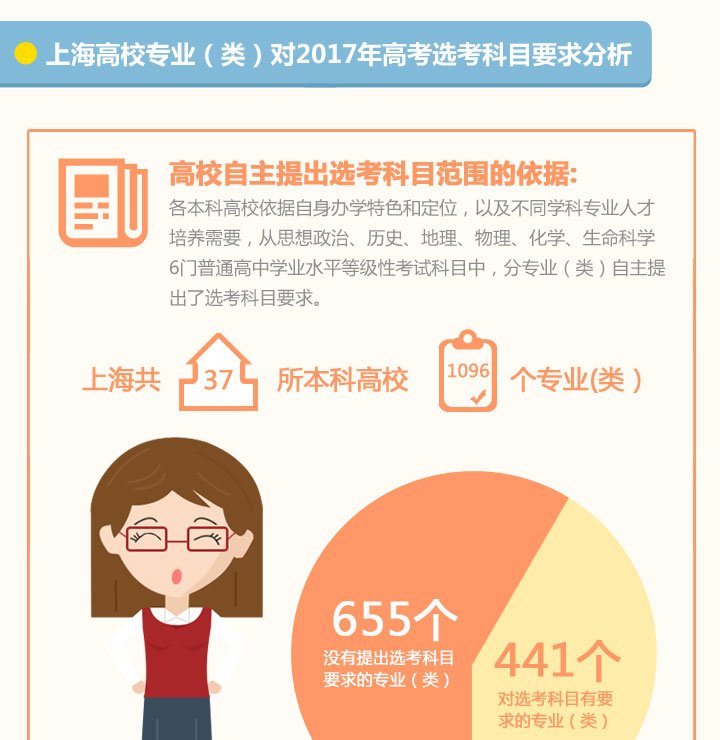 上海高校专业（类）对2017年高考选考科目要求分析
高校自主提出选考科目范围的依据:
各本科高校依据自身办学特色和定位，以及不同学科专业人才
培养需要，从思想政治、历史、地理、物理、化学、生命科学
6门普通高中学业水平等级性考试科目中，分专业（类）自主提
出了选考科目要求。
上海共 37 所本科高校 1096 个专业(类）
655个
没有提出选考科目
要求的专业（类）
441个
对选考科目有要
求的专业（类）